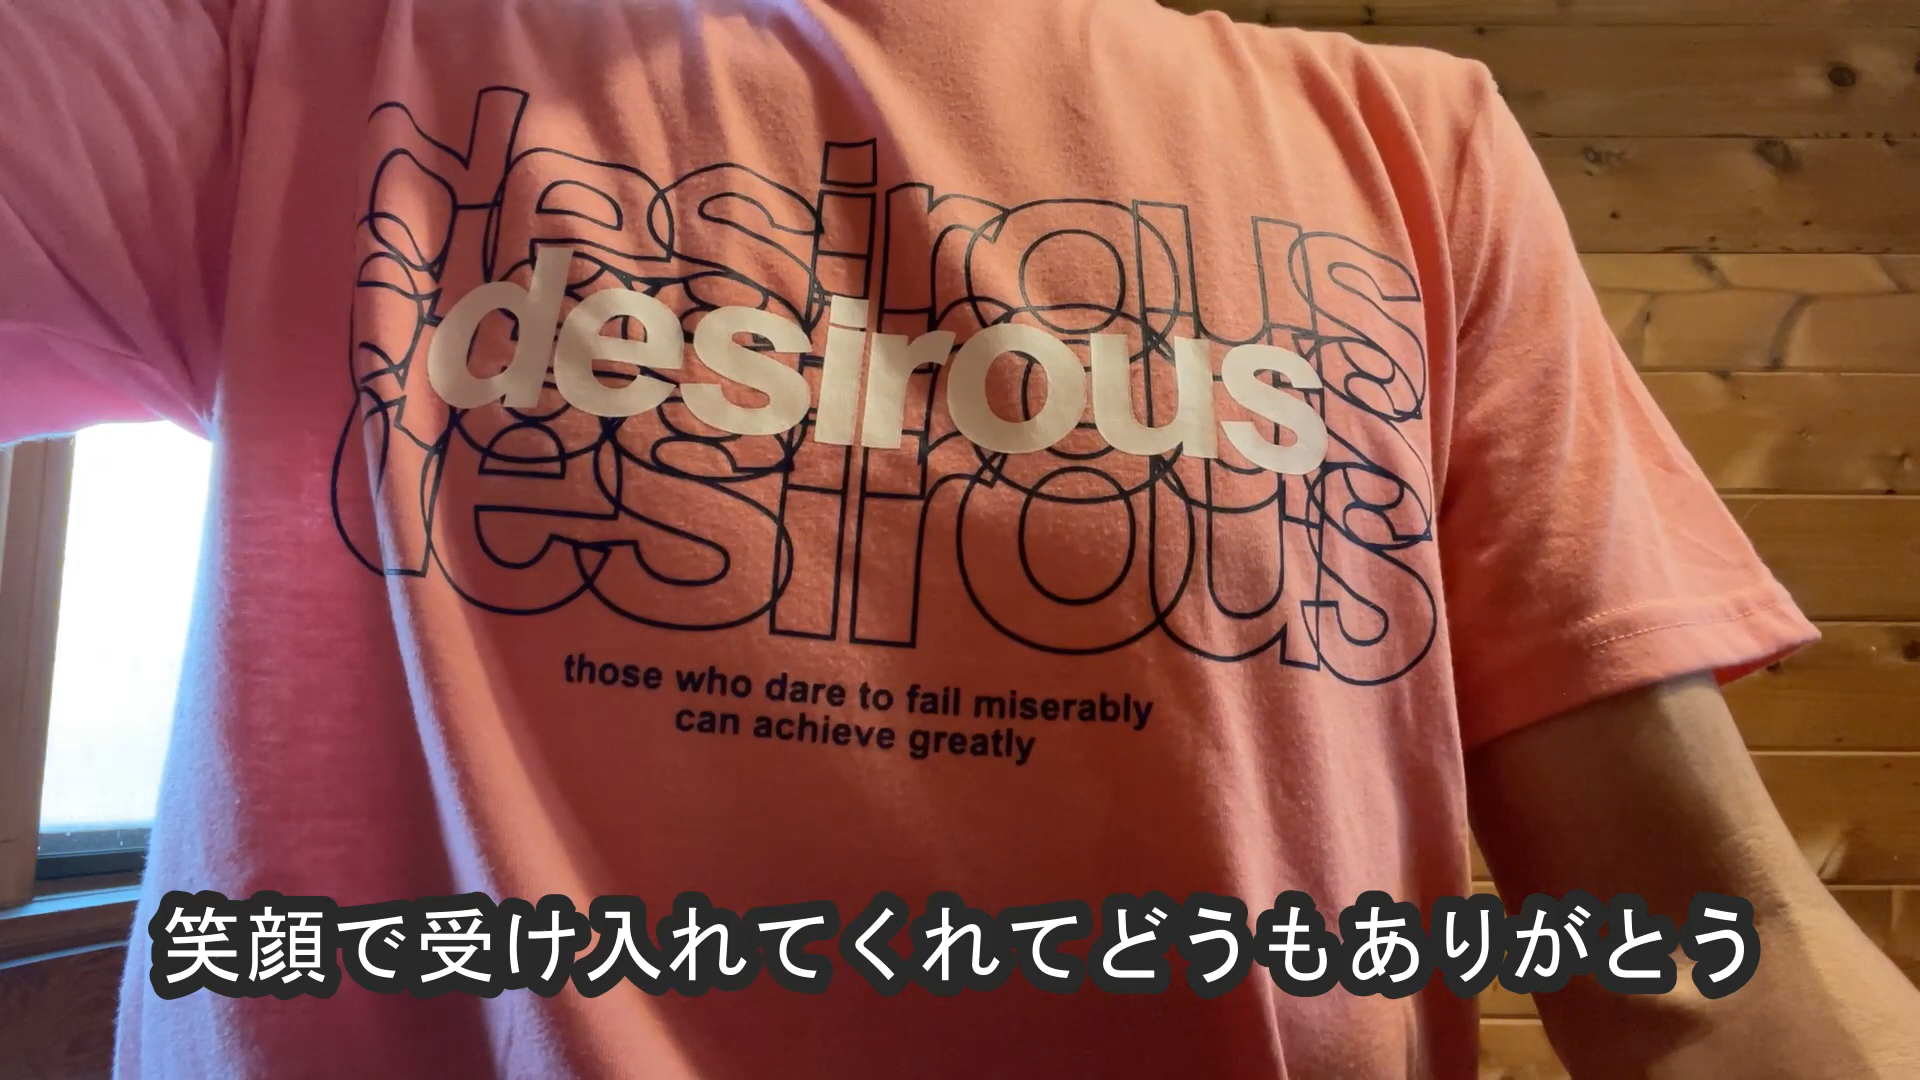 desirous
desirous
desirous
those who dare to fail miserably
can achieve greatly
笑顔で受け入れてくれてどうもありがとう